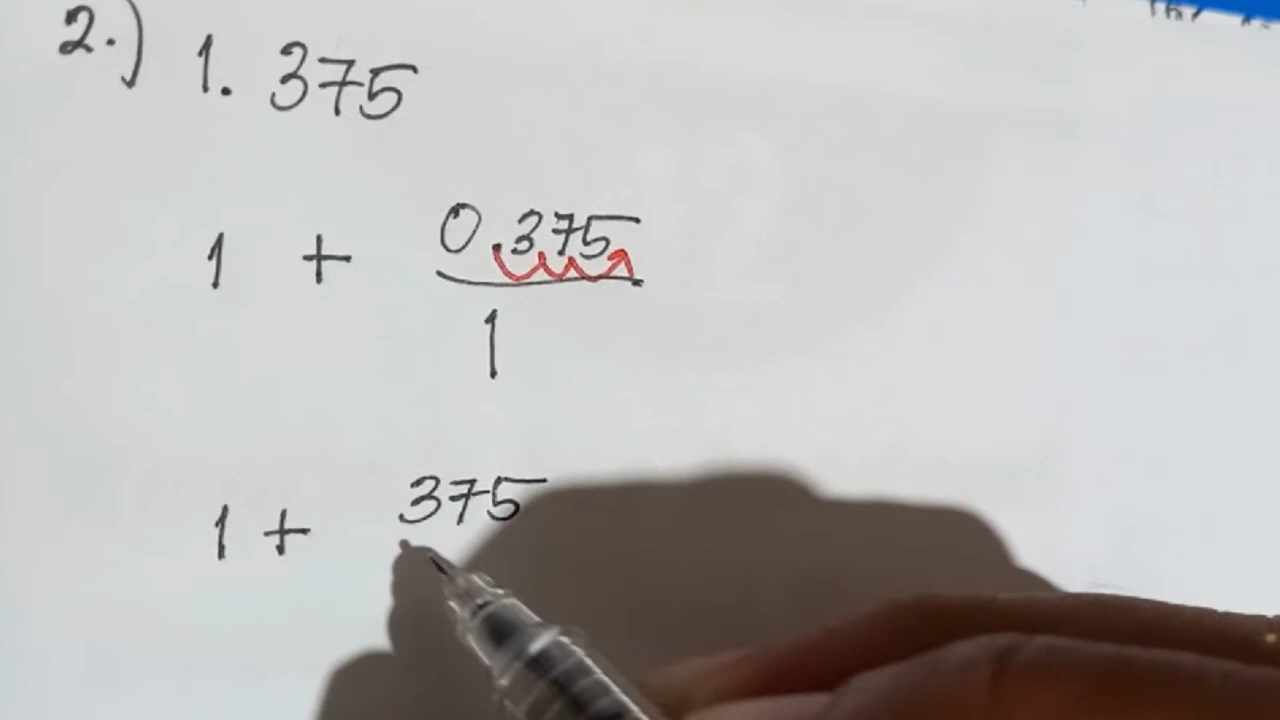 2.) 1. 375
1 + 0.375
1
1 + 375